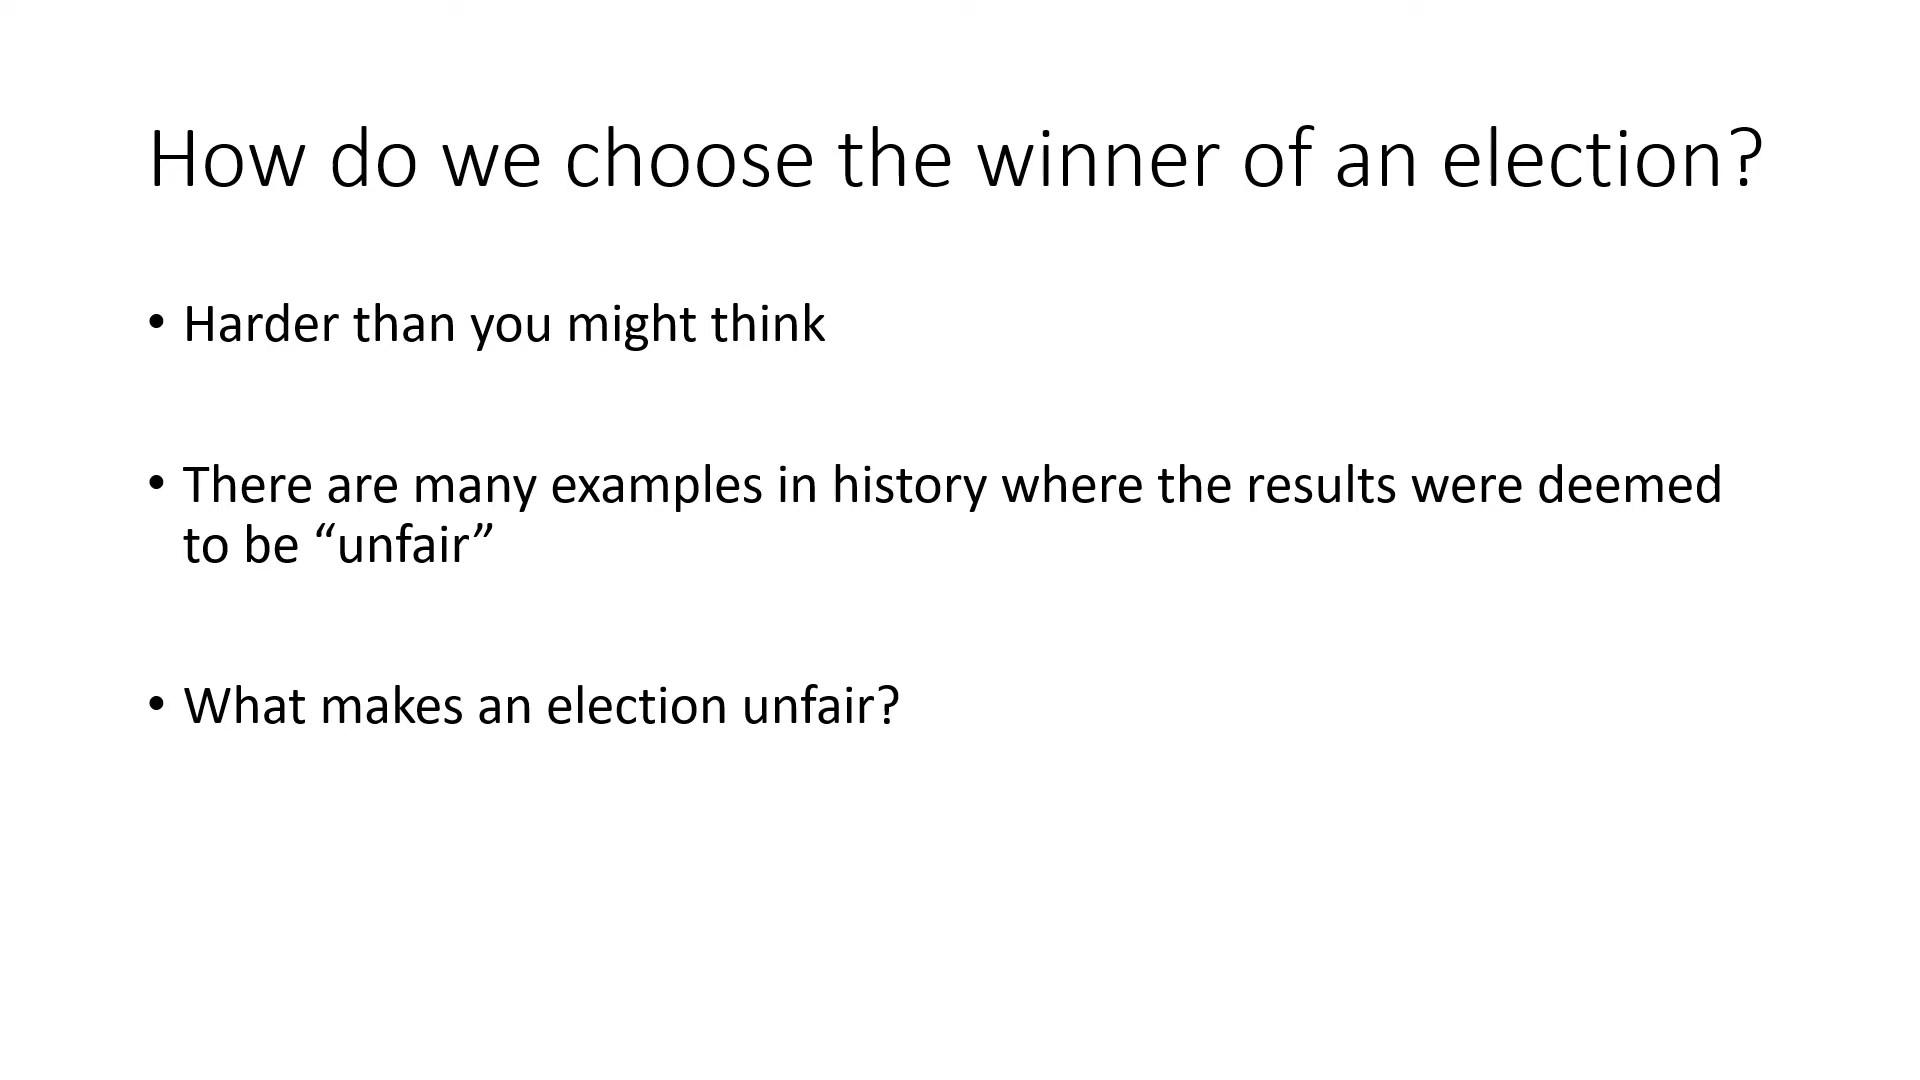 How do we choose the winner of an election?
• Harder than you might think
• There are many examples in history where the results were deemed
to be “unfair”
• What makes an election unfair?